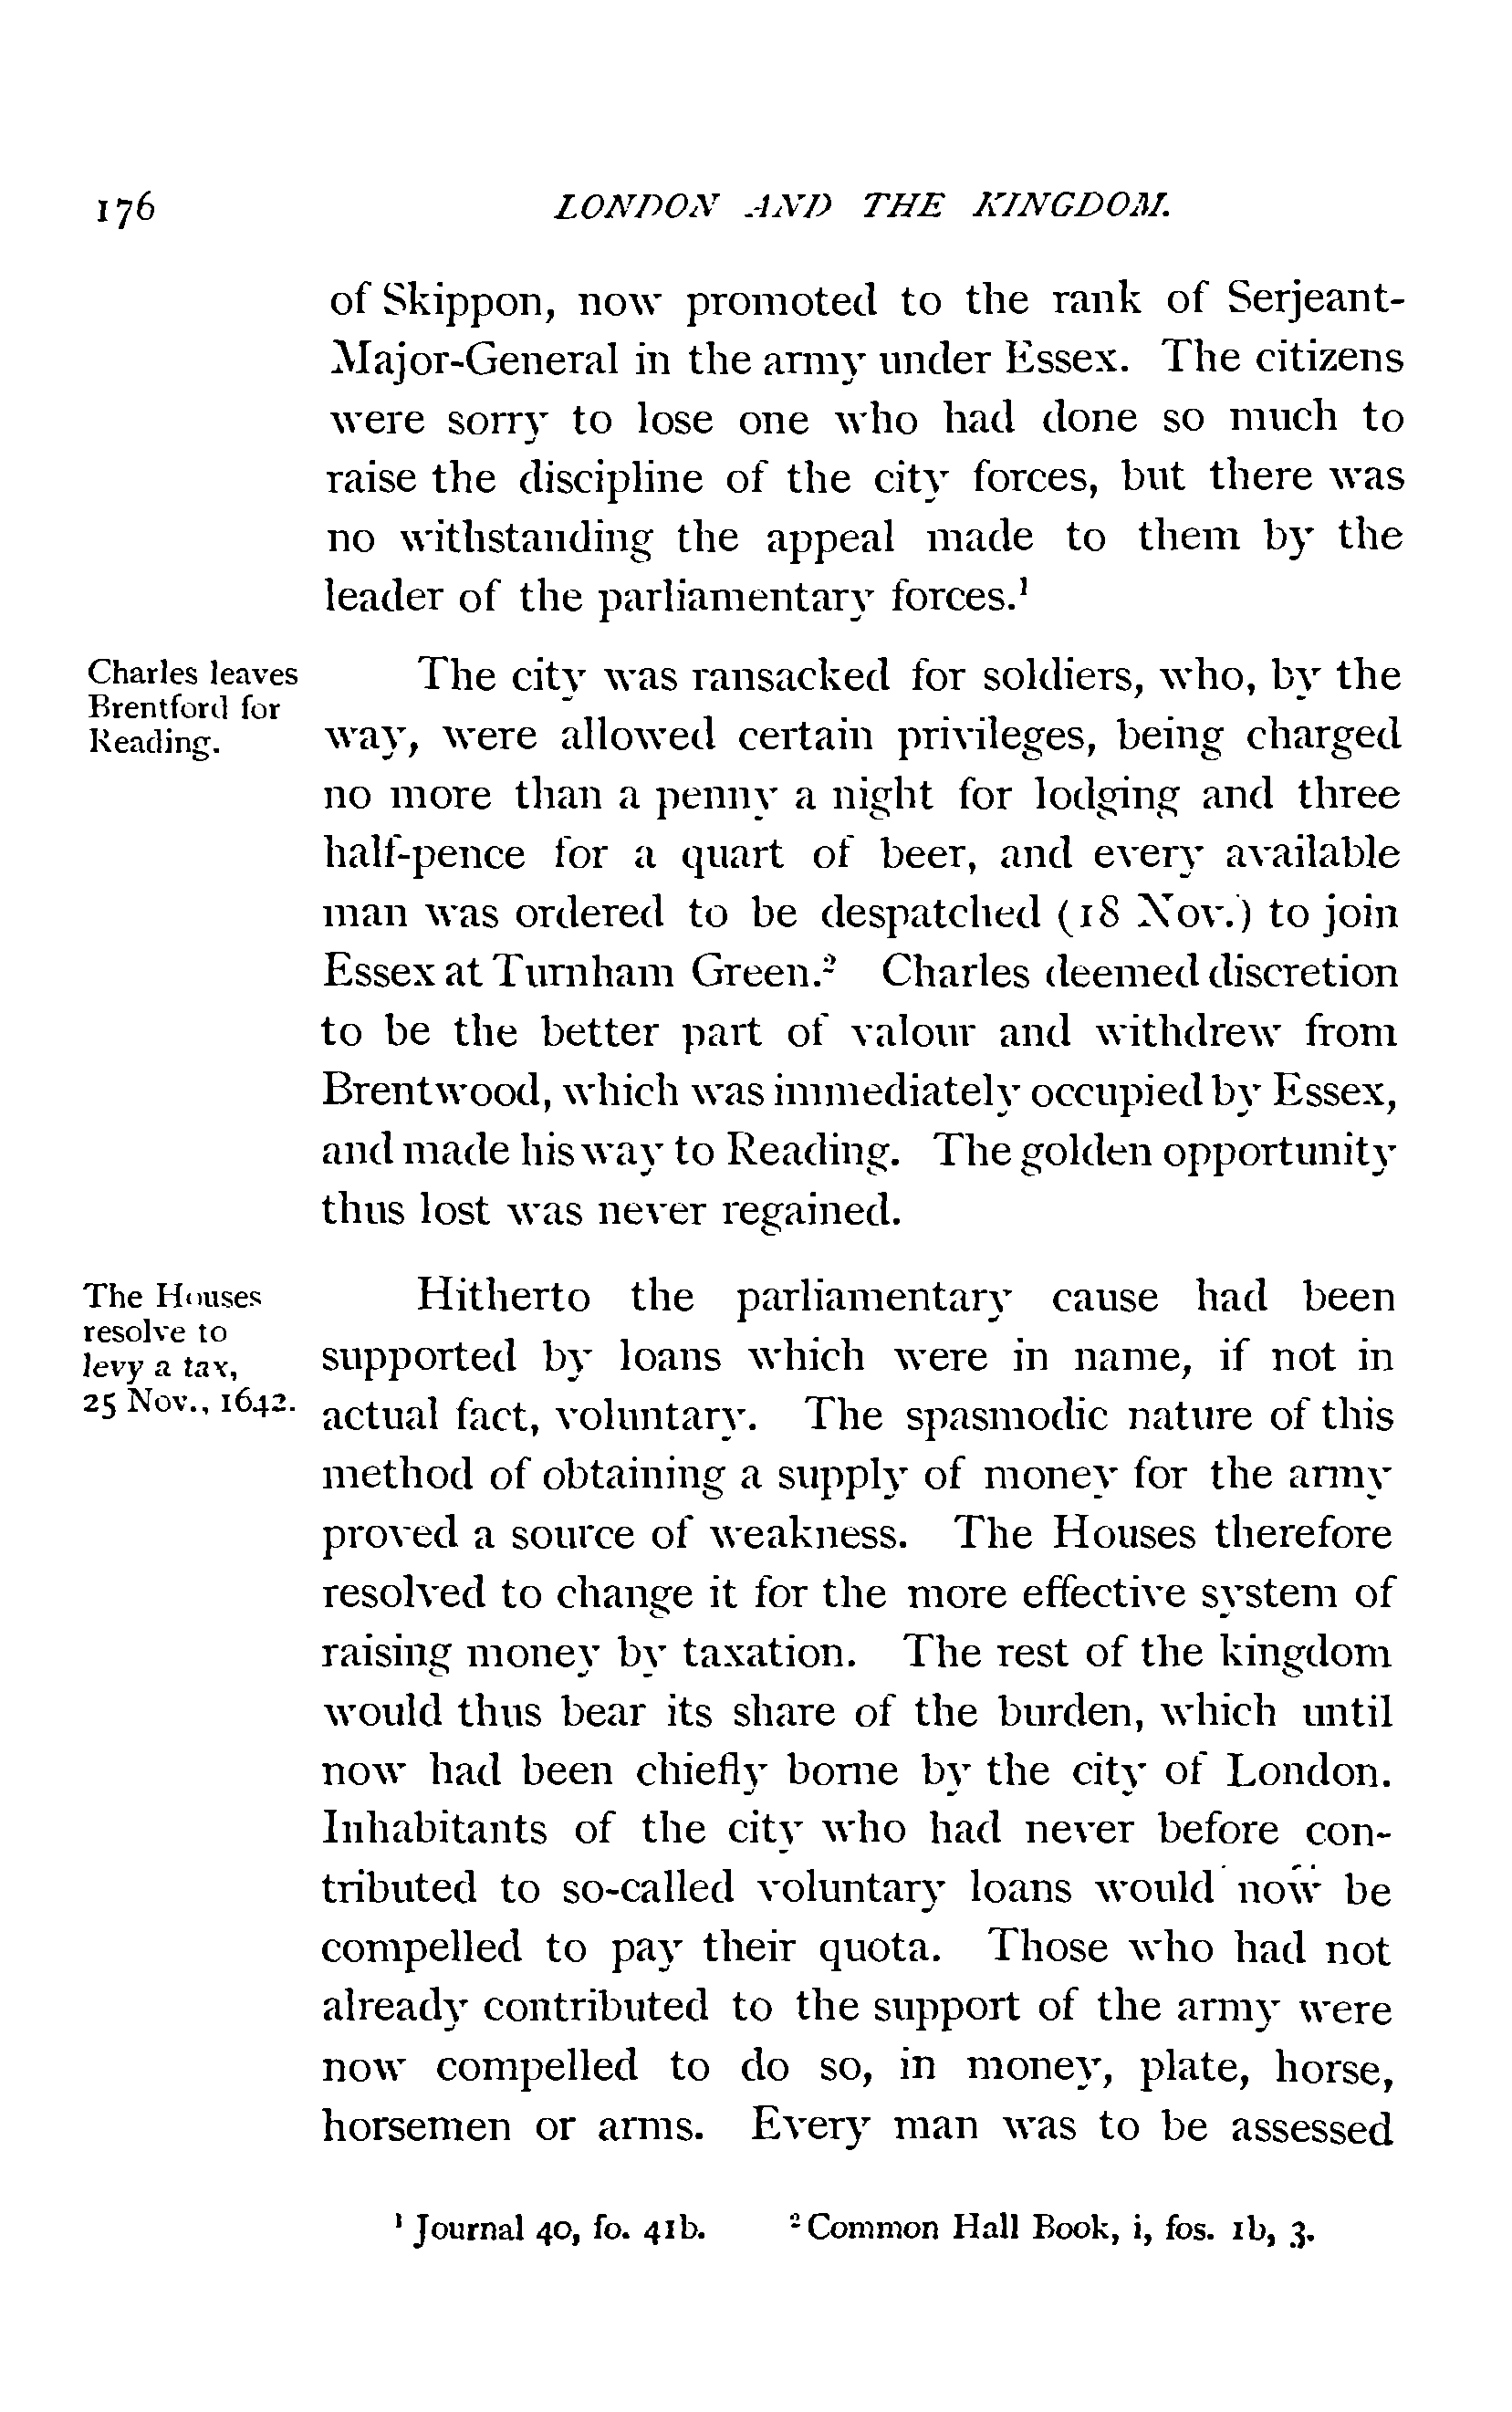 176 LONDON AND THE KINGDOM.
of Skippon, now promoted to the rank of Serjeant-
Major-General in the army under Essex. The citizens
were sorry to lose one who had done so much to
raise the discipline of the city forces, but there was
no withstanding the appeal made to them by the
leader of the parliamentary forces.¹
Charles leaves
Brentford for
Reading.
The city was ransacked for soldiers, who, by the
way, were allowed certain privileges, being charged
no more than a penny a night for lodging and three
half-pence for a quart of beer, and every available
man was ordered to be despatched (18 Nov.) to join
Essex at Turnham Green.² Charles deemed discretion
to be the better part of valour and withdrew from
Brentwood, which was immediately occupied by Essex,
and made his way to Reading. The golden opportunity
thus lost was never regained.
The Houses
resolve to
levy a tax,
25 Nov., 1642.
Hitherto the parliamentary cause had been
supported by loans which were in name, if not in
actual fact, voluntary. The spasmodic nature of this
method of obtaining a supply of money for the army
proved a source of weakness. The Houses therefore
resolved to change it for the more effective system of
raising money by taxation. The rest of the kingdom
would thus bear its share of the burden, which until
now had been chiefly borne by the city of London.
Inhabitants of the city who had never before con-
tributed to so-called voluntary loans would now be
compelled to pay their quota. Those who had not
already contributed to the support of the army were
now compelled to do so, in money, plate, horse,
horsemen or arms. Every man was to be assessed
¹ Journal 40, fo. 41b. ² Common Hall Book, i, fos. 1b, 3.